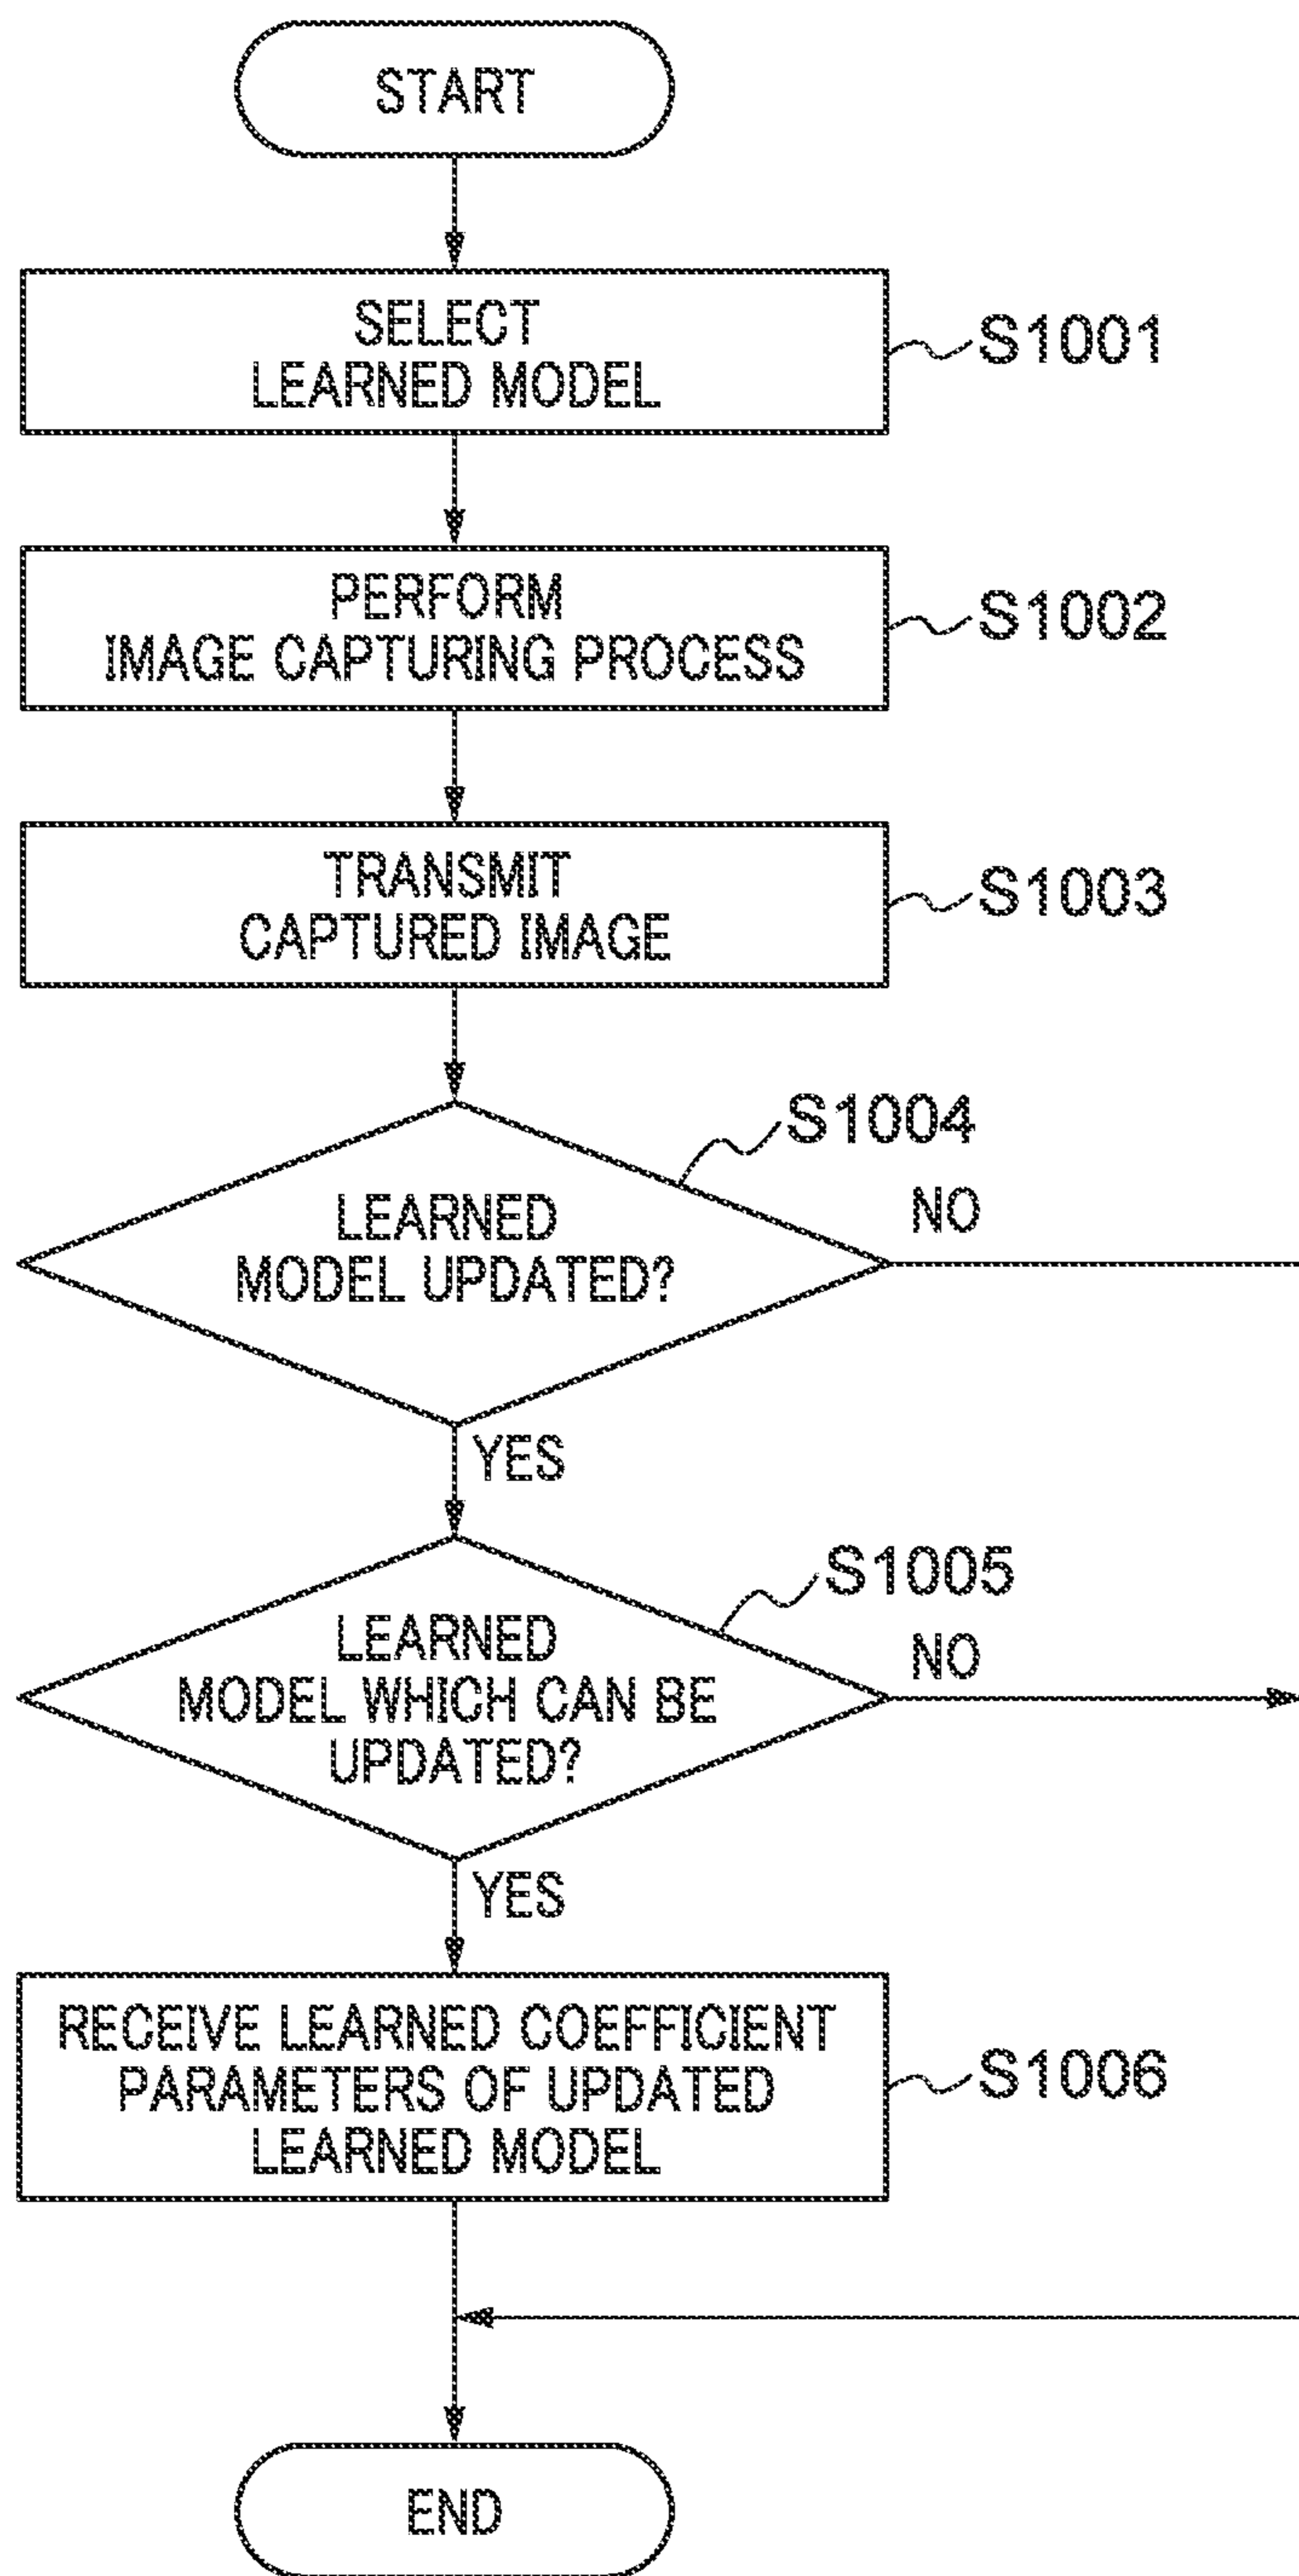 START
SELECT
LEARNED MODEL
S1001
PERFORM
IMAGE CAPTURING PROCESS
S1002
TRANSMIT
CAPTURED IMAGE
S1003
S1004
LEARNED
MODEL UPDATED?
NO
YES
S1005
LEARNED
MODEL WHICH CAN BE
UPDATED?
NO
YES
RECEIVE LEARNED COEFFICIENT
PARAMETERS OF UPDATED
LEARNED MODEL
S1006
END